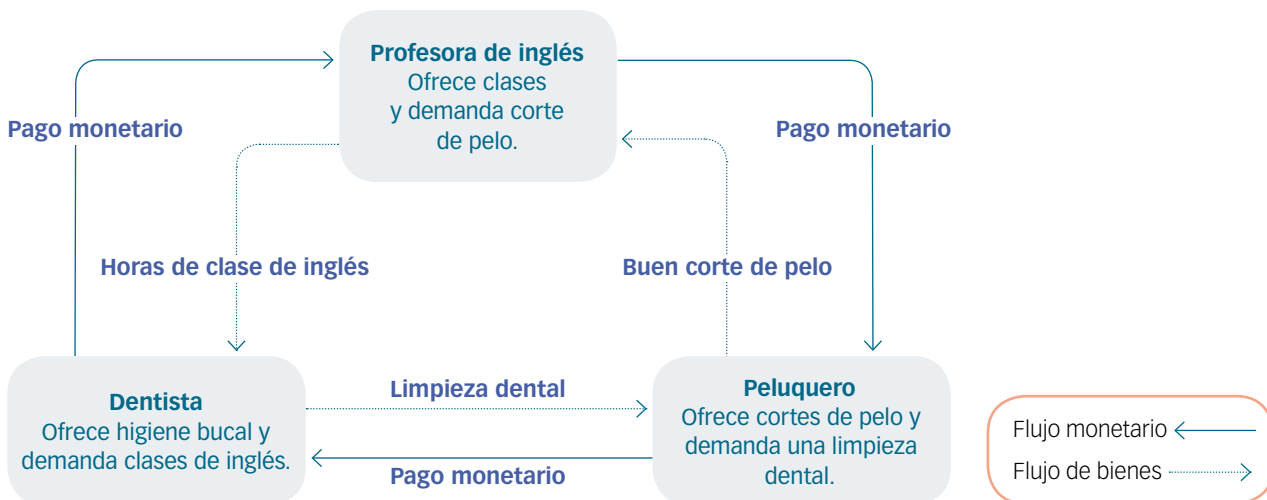 Profesora de inglés
Ofrece clases
y demanda corte
de pelo.
Pago monetario
Pago monetario
Horas de clase de inglés
Buen corte de pelo
Dentista
Ofrece higiene bucal y
demanda clases de inglés.
Limpieza dental
Pago monetario
Peluquero
Ofrece cortes de pelo y
demanda una limpieza
dental.
Flujo monetario
Flujo de bienes